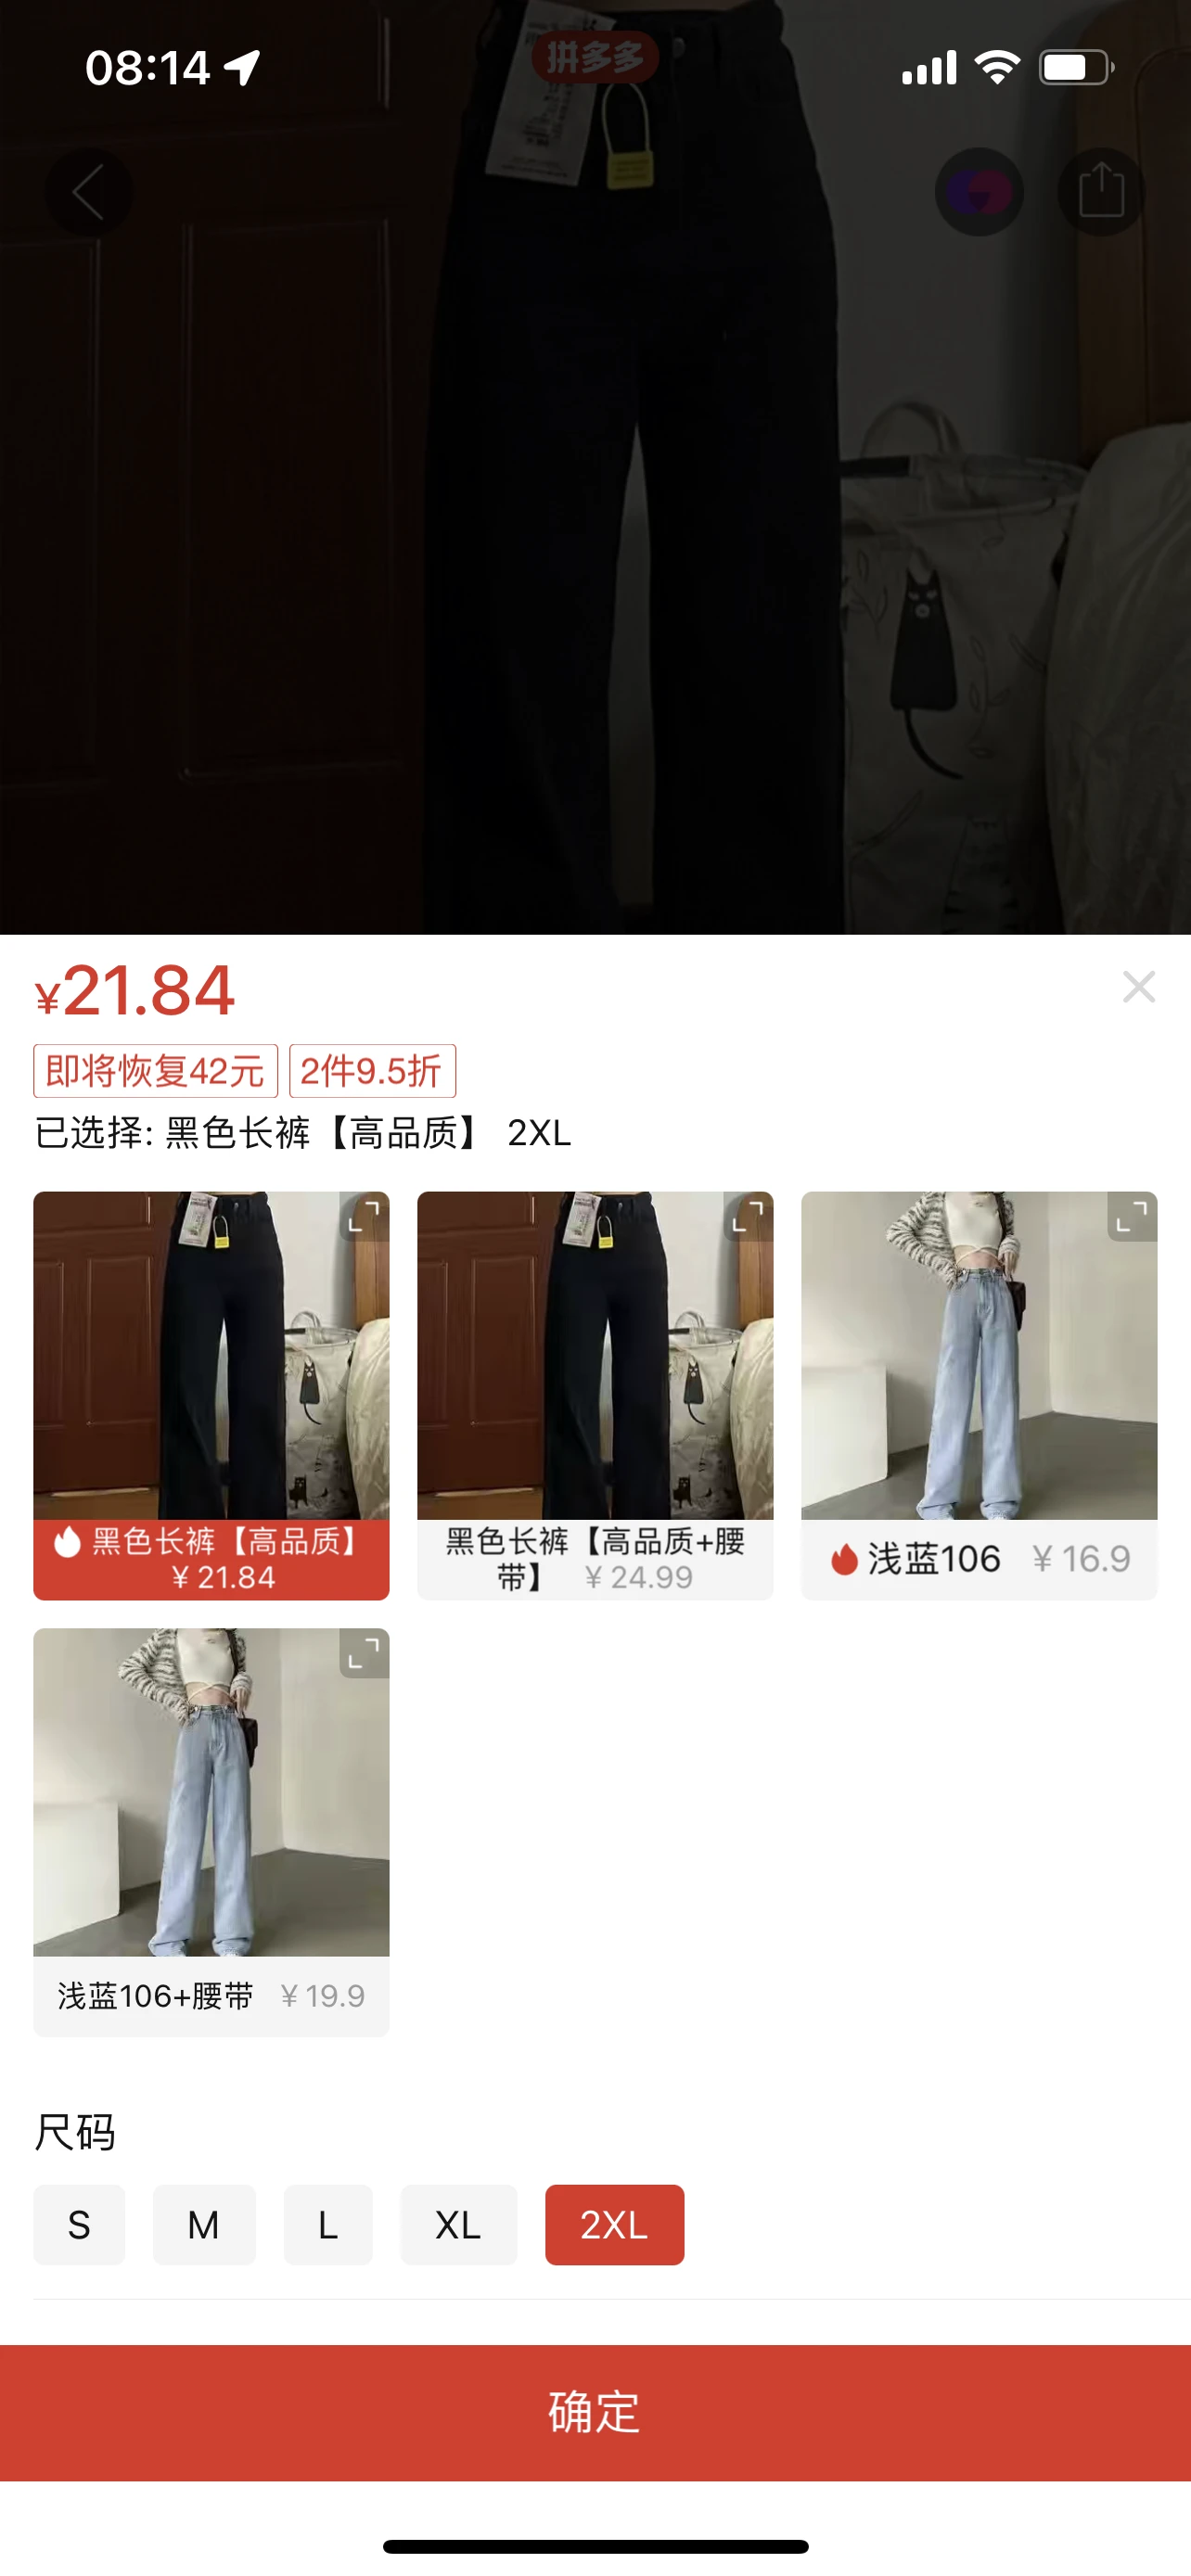 08:14
拼多多
¥21.84
即将恢复42元 2件9.5折
已选择: 黑色长裤【高品质】 2XL
黑色长裤【高品质】
¥ 21.84
黑色长裤【高品质+腰
带】 ¥ 24.99
浅蓝106 ¥ 16.9
浅蓝106+腰带 ¥ 19.9
尺码
S M L XL 2XL
确定